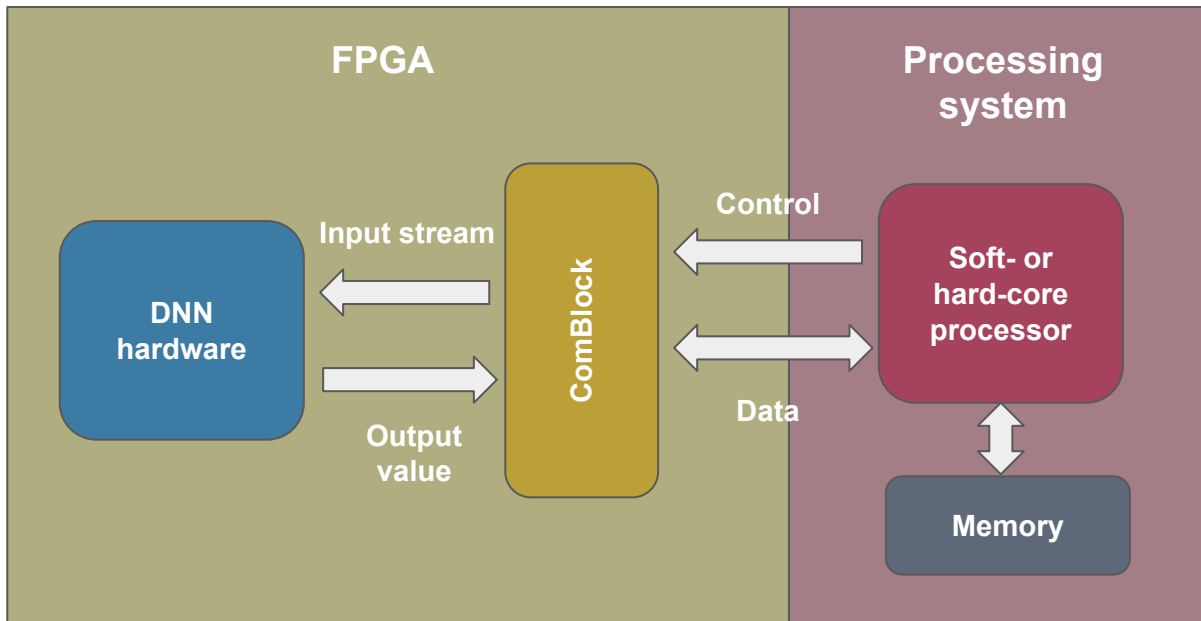 FPGA
Processing
system
Control
Input stream
Soft- or
hard-core
processor
DNN
hardware
ComBlock
Data
Output
value
Memory